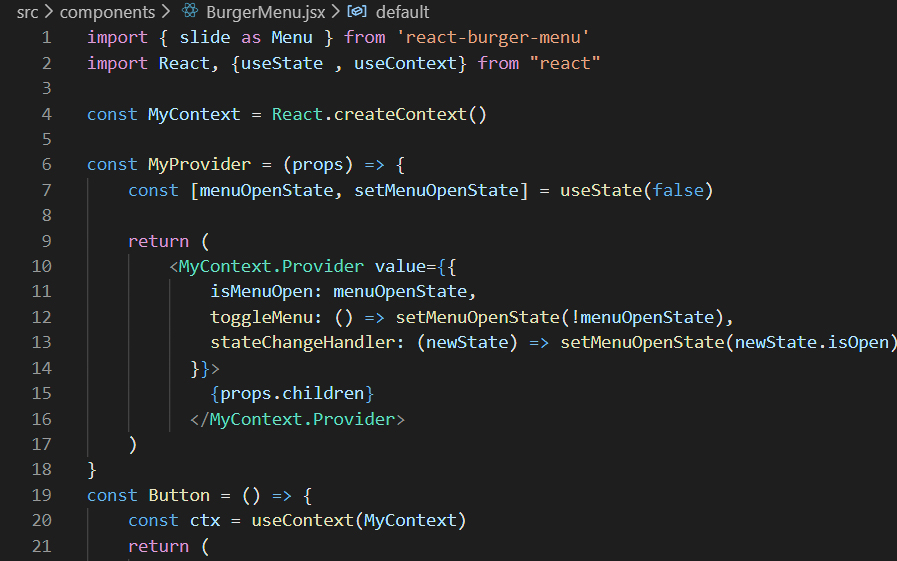 src > components > BurgerMenu.jsx > default
1 import { slide as Menu } from 'react-burger-menu'
2 import React, {useState , useContext} from "react"
3
4 const MyContext = React.createContext()
5
6 const MyProvider = (props) => {
7 const [menuOpenState, setMenuOpenState] = useState(false)
8
9 return (
10 <MyContext.Provider value={{
11 isMenuOpen: menuOpenState,
12 toggleMenu: () => setMenuOpenState(!menuOpenState),
13 stateChangeHandler: (newState) => setMenuOpenState(newState.isOpen)
14 }}>
15 {props.children}
16 </MyContext.Provider>
17 )
18 }
19 const Button = () => {
20 const ctx = useContext(MyContext)
21 return (